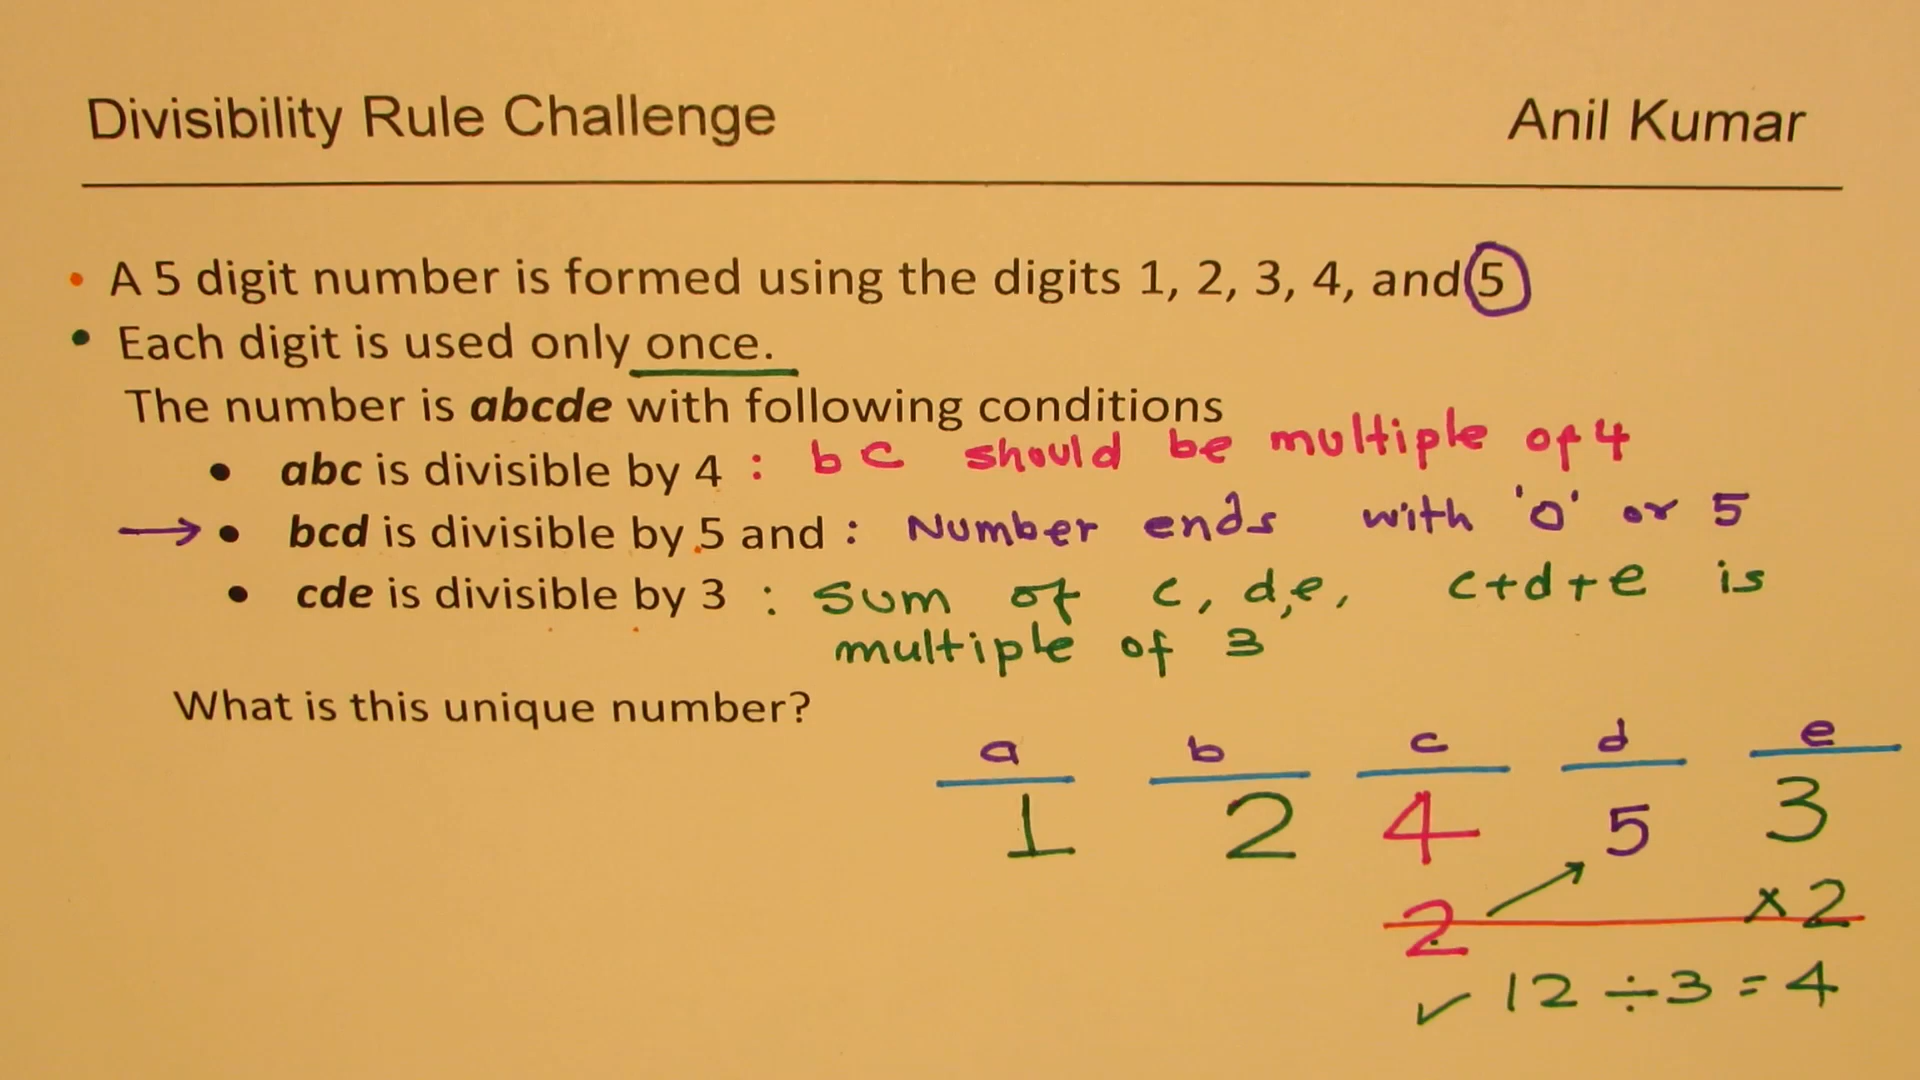 Divisibility Rule Challenge Anil Kumar
• A 5 digit number is formed using the digits 1, 2, 3, 4, and 5
• Each digit is used only once.
The number is abcde with following conditions
• abc is divisible by 4 : bc should be multiple of 4
→ • bcd is divisible by 5 and : Number ends with '0' or 5
• cde is divisible by 3 : Sum of c, d,e, c+d+e is
multiple of 3
What is this unique number?
a b c d e
1 2 4 5 3
2 ×2
✓ 12 ÷ 3 = 4